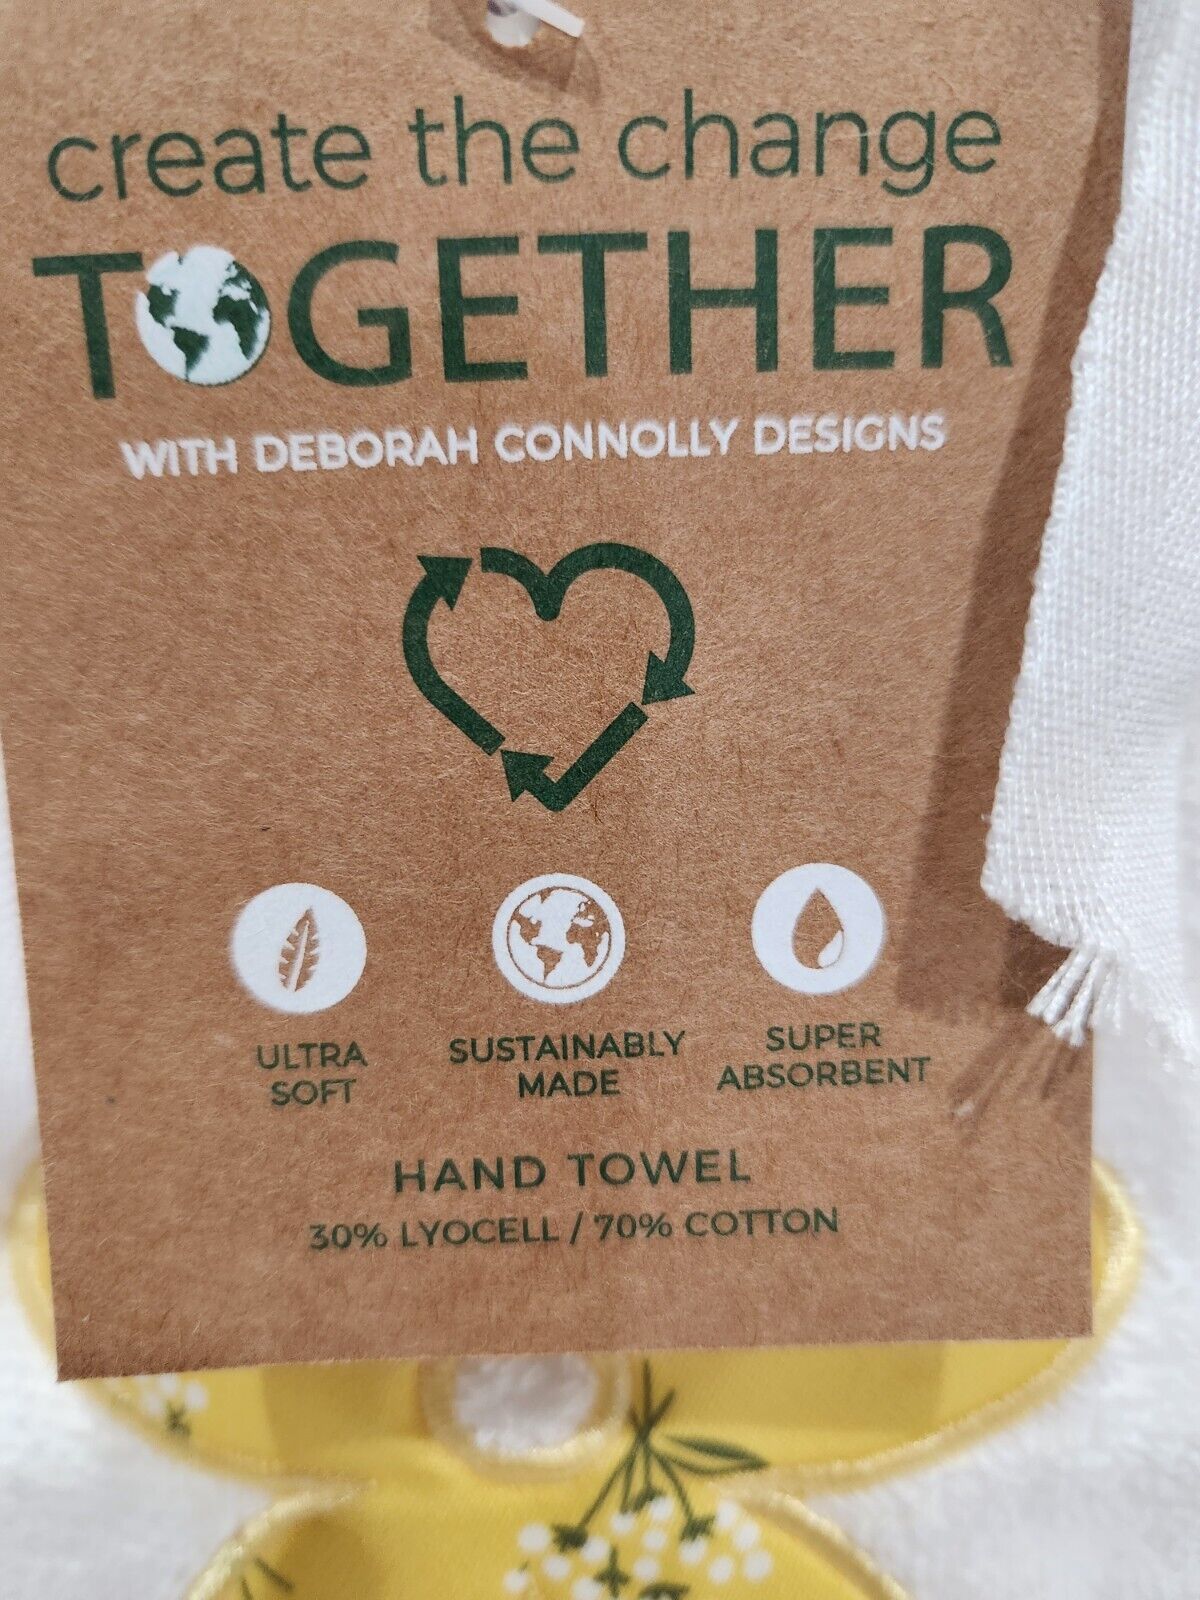 create the change
TOGETHER
WITH DEBORAH CONNOLLY DESIGNS
ULTRA
SOFT
SUSTAINABLY
MADE
SUPER
ABSORBENT
HAND TOWEL
30% LYOCELL / 70% COTTON